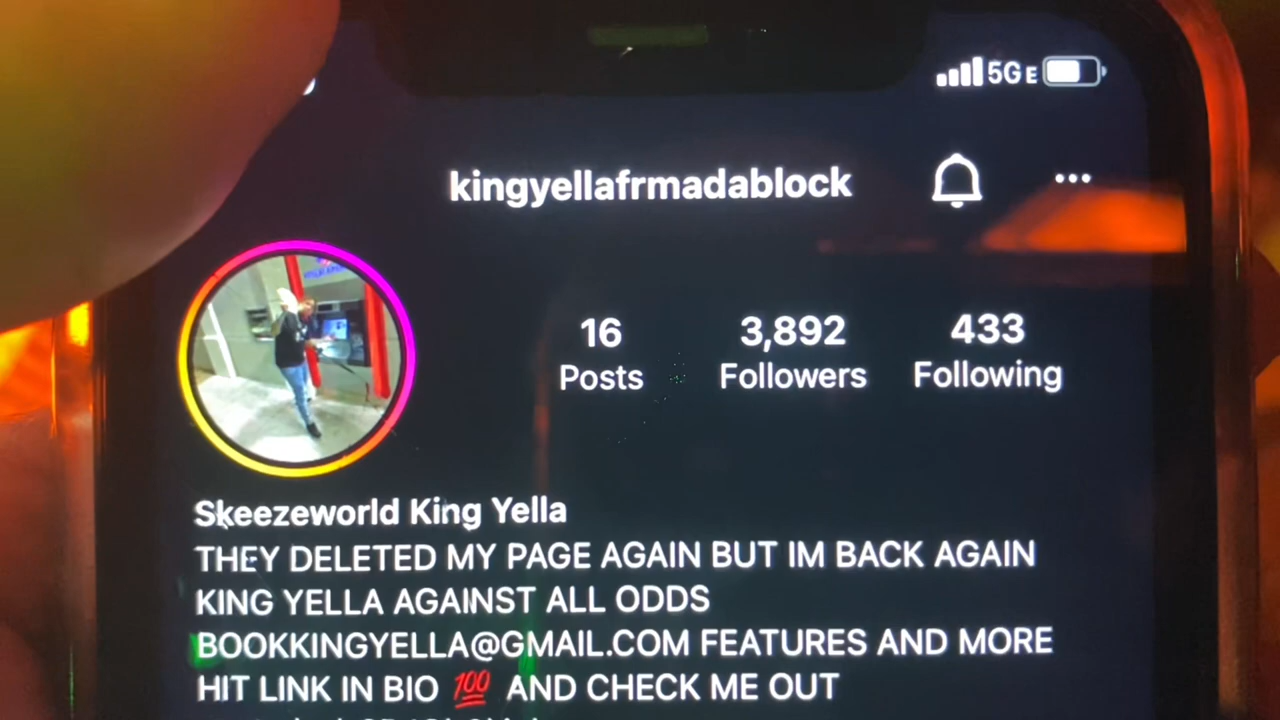 5G E
kingyellafrmadablock
16 3,892 433
Posts Followers Following
Skeezeworld King Yella
THEY DELETED MY PAGE AGAIN BUT IM BACK AGAIN
KING YELLA AGAINST ALL ODDS
BOOKKINGYELLA@GMAIL.COM FEATURES AND MORE
HIT LINK IN BIO 💯 AND CHECK ME OUT